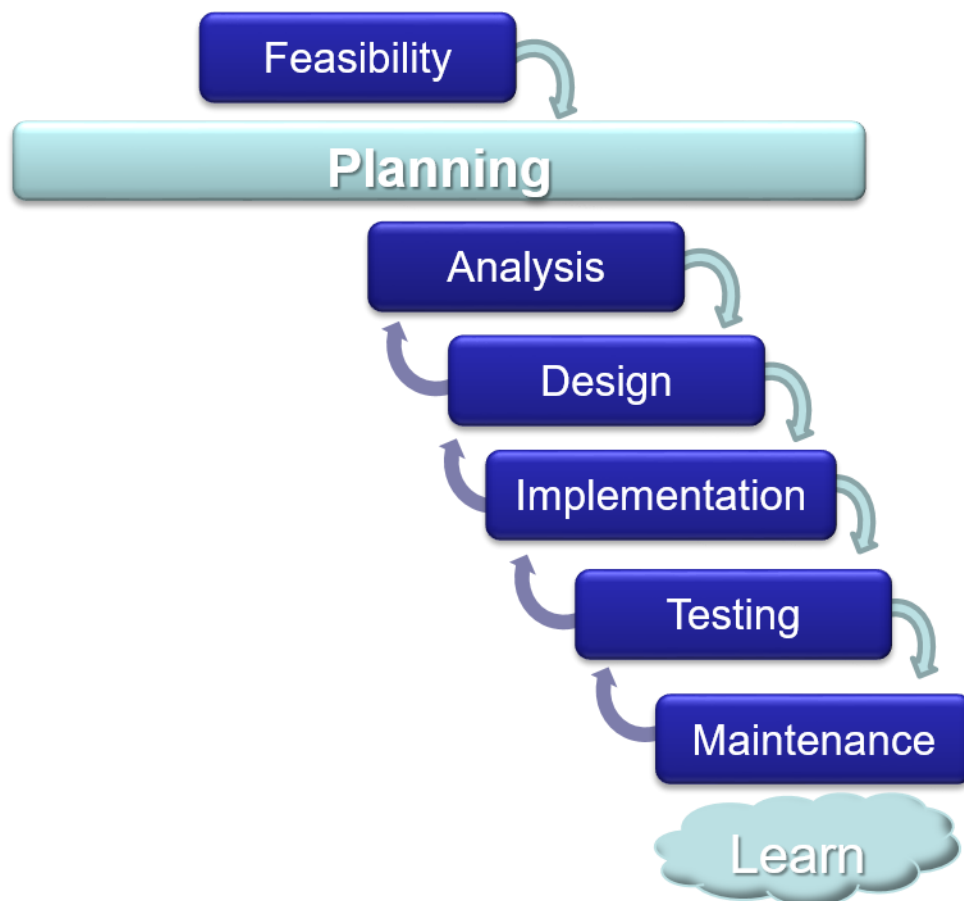 Feasibility
Planning
Analysis
Design
Implementation
Testing
Maintenance
Learn